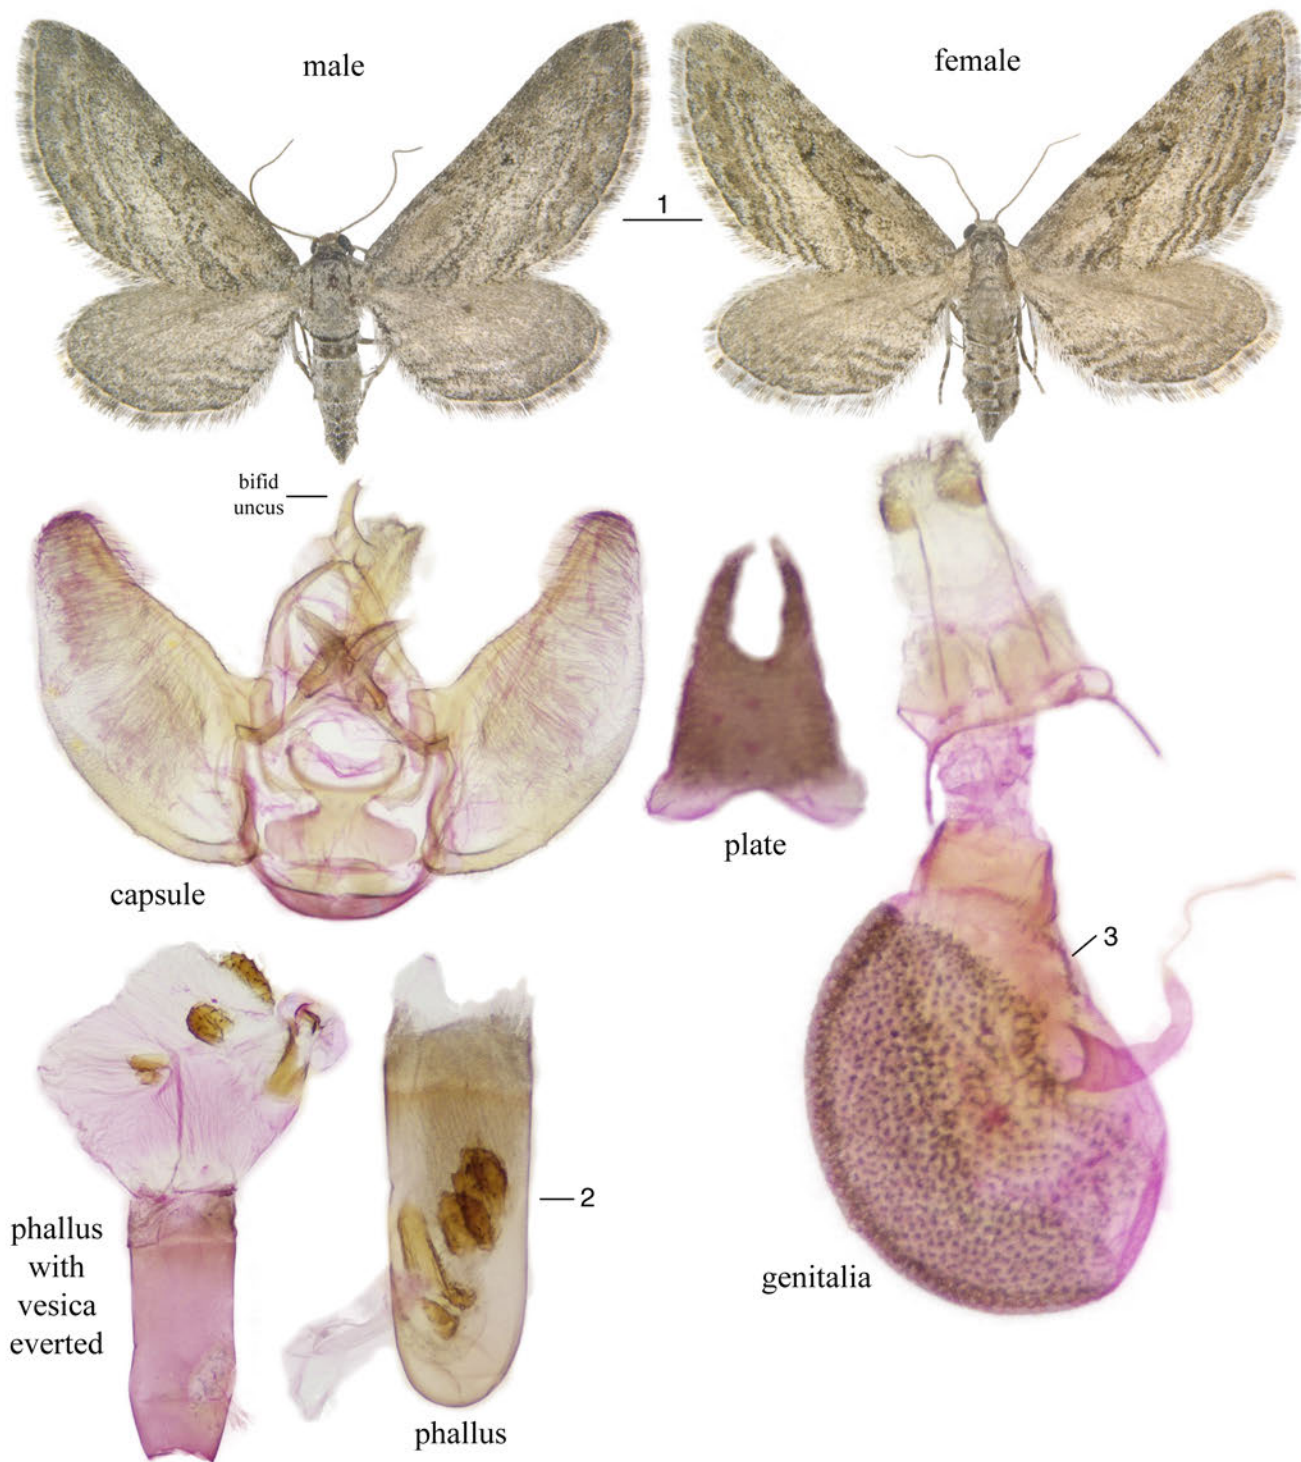 male
female
1
bifid
uncus
plate
capsule
3
2
phallus
with
vesica
everted
genitalia
phallus